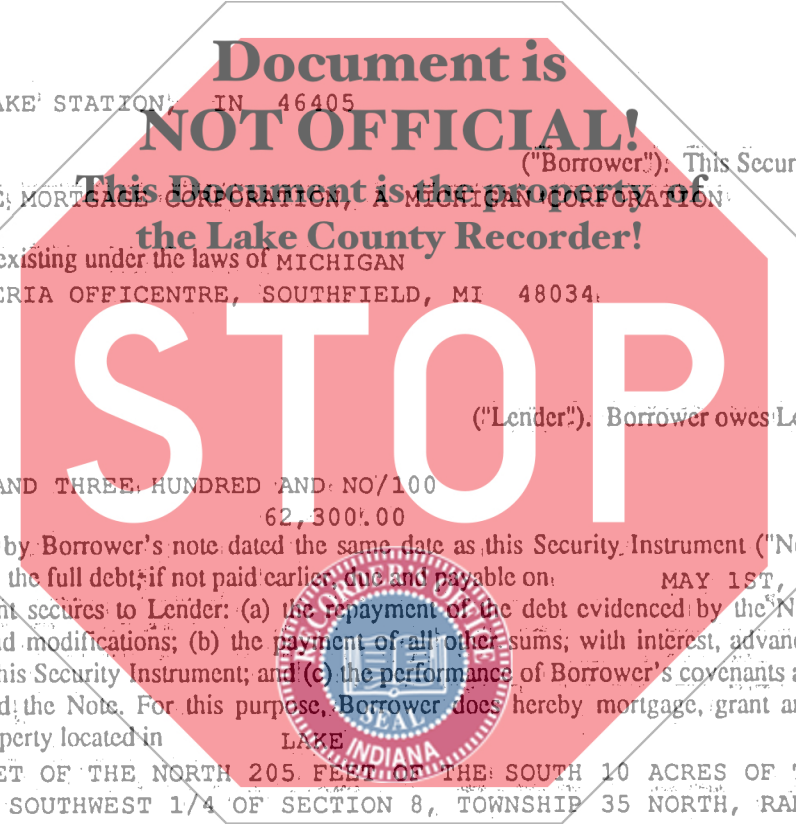 Document is
AKE STATION, IN 46405
NOT OFFICIAL!
("Borrower"). This Secur
This Document is the property of
E MORTGAGE CORPORATION, A MICHIGAN CORPORATION
the Lake County Recorder!
existing under the laws of MICHIGAN
ERIA OFFICENTRE, SOUTHFIELD, MI 48034
STOP
("Lender"). Borrower owes Le
AND THREE HUNDRED AND NO/100
62,300.00
by Borrower's note dated the same date as this Security Instrument ("No
the full debt, if not paid earlier, due and payable on MAY 1ST,
nt secures to Lender: (a) the repayment of the debt evidenced by the N
nd modifications; (b) the payment of all other sums, with interest, advanc
his Security Instrument; and (c) the performance of Borrower's covenants a
d the Note. For this purpose, Borrower does hereby mortgage, grant an
perty located in LAKE
RECORDER
SEAL
INDIANA
ET OF THE NORTH 205 FEET OF THE SOUTH 10 ACRES OF T
SOUTHWEST 1/4 OF SECTION 8, TOWNSHIP 35 NORTH, RAN